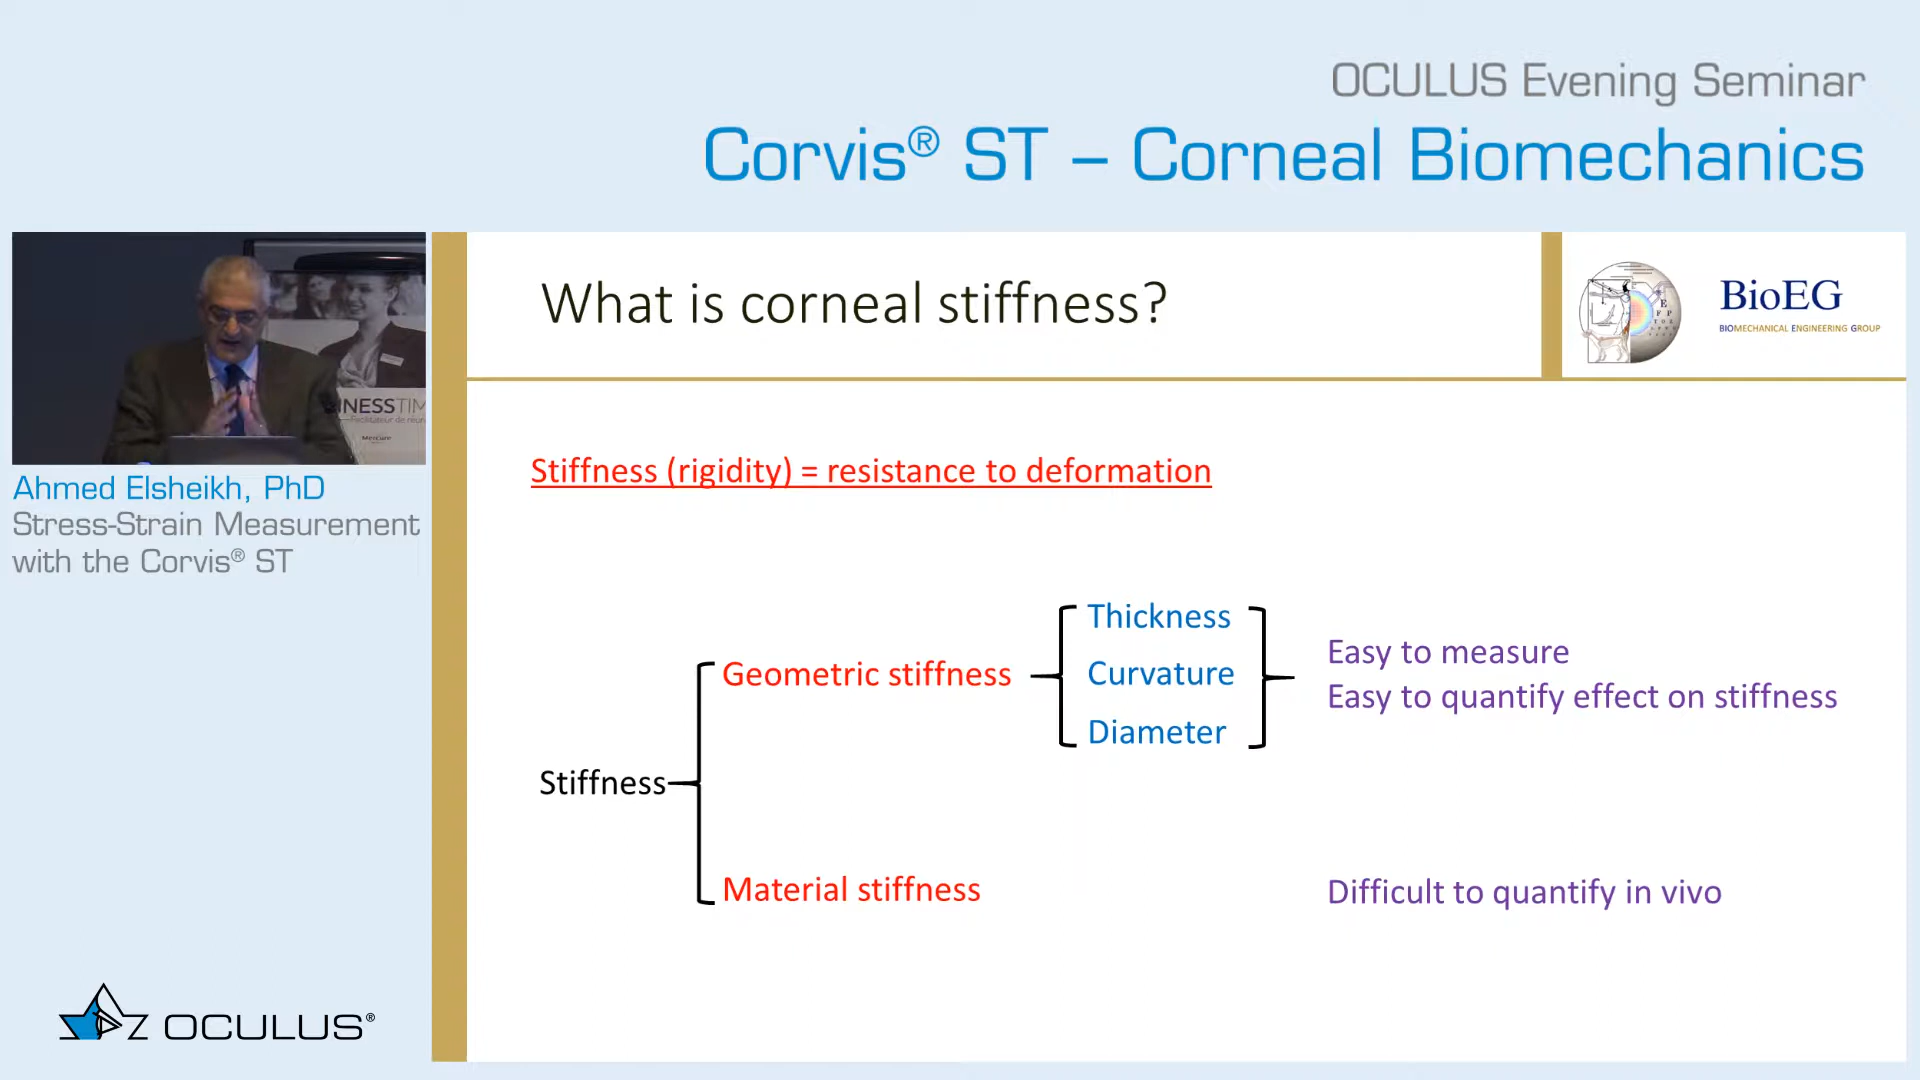 OCULUS Evening Seminar
Corvis® ST – Corneal Biomechanics
INESSTIM
Mercure
Ahmed Elsheikh, PhD
Stress-Strain Measurement
with the Corvis® ST
What is corneal stiffness?
BioEG
BIOMECHANICAL ENGINEERING GROUP
Stiffness (rigidity) = resistance to deformation
Thickness
Geometric stiffness
Curvature
Diameter
Easy to measure
Easy to quantify effect on stiffness
Stiffness
Material stiffness
Difficult to quantify in vivo
OCULUS®